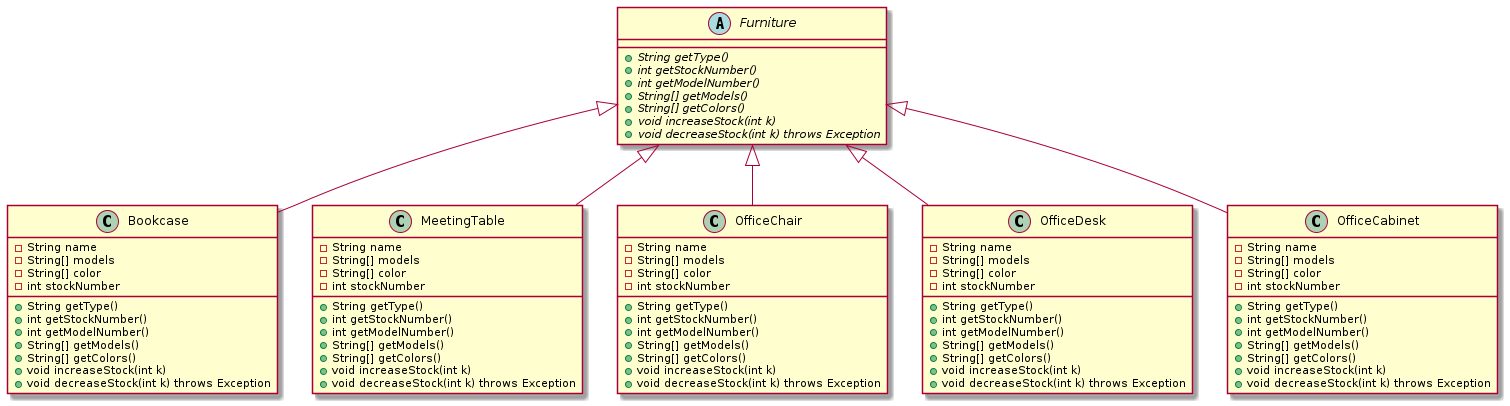 A Furniture
String getType()
int getStockNumber()
int getModelNumber()
String[] getModels()
String[] getColors()
void increaseStock(int k)
void decreaseStock(int k) throws Exception
C Bookcase
String name
String[] models
String[] color
int stockNumber
String getType()
int getStockNumber()
int getModelNumber()
String[] getModels()
String[] getColors()
void increaseStock(int k)
void decreaseStock(int k) throws Exception
C MeetingTable
String name
String[] models
String[] color
int stockNumber
String getType()
int getStockNumber()
int getModelNumber()
String[] getModels()
String[] getColors()
void increaseStock(int k)
void decreaseStock(int k) throws Exception
C OfficeChair
String name
String[] models
String[] color
int stockNumber
String getType()
int getStockNumber()
int getModelNumber()
String[] getModels()
String[] getColors()
void increaseStock(int k)
void decreaseStock(int k) throws Exception
C OfficeDesk
String name
String[] models
String[] color
int stockNumber
String getType()
int getStockNumber()
int getModelNumber()
String[] getModels()
String[] getColors()
void increaseStock(int k)
void decreaseStock(int k) throws Exception
C OfficeCabinet
String name
String[] models
String[] color
int stockNumber
String getType()
int getStockNumber()
int getModelNumber()
String[] getModels()
String[] getColors()
void increaseStock(int k)
void decreaseStock(int k) throws Exception